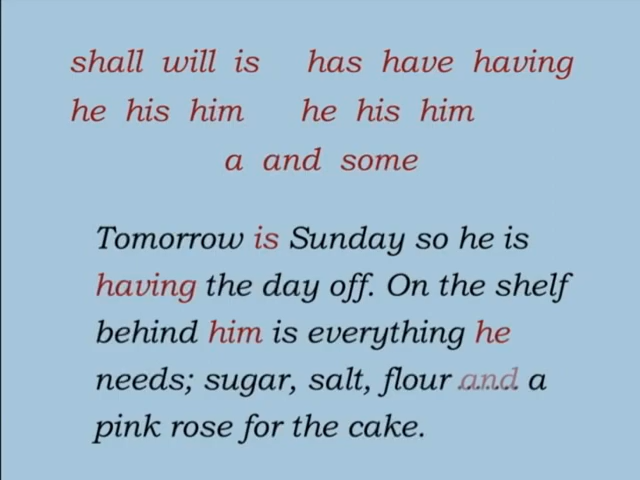 shall will is has have having
he his him he his him
a and some
Tomorrow is Sunday so he is
having the day off. On the shelf
behind him is everything he
needs; sugar, salt, flour and a
pink rose for the cake.